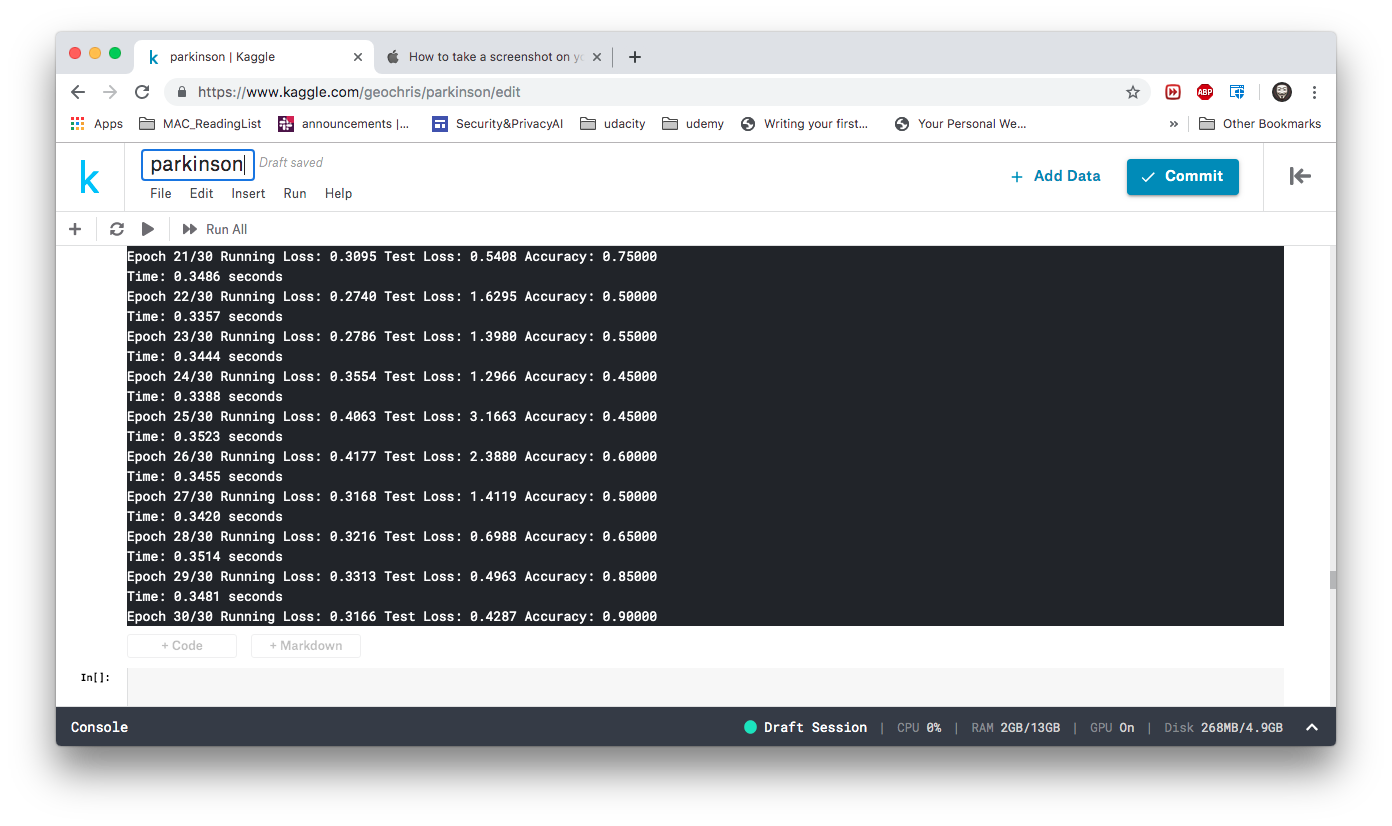 parkinson | Kaggle
How to take a screenshot on
https://www.kaggle.com/geochris/parkinson/edit
ABP
Apps MAC_ReadingList announcements |... Security&PrivacyAI udacity udemy Writing your first... Your Personal We... » Other Bookmarks
k parkinson Draft saved
File Edit Insert Run Help
+ Add Data Commit
+ Run All
Epoch 21/30 Running Loss: 0.3095 Test Loss: 0.5408 Accuracy: 0.75000
Time: 0.3486 seconds
Epoch 22/30 Running Loss: 0.2740 Test Loss: 1.6295 Accuracy: 0.50000
Time: 0.3357 seconds
Epoch 23/30 Running Loss: 0.2786 Test Loss: 1.3980 Accuracy: 0.55000
Time: 0.3444 seconds
Epoch 24/30 Running Loss: 0.3554 Test Loss: 1.2966 Accuracy: 0.45000
Time: 0.3388 seconds
Epoch 25/30 Running Loss: 0.4063 Test Loss: 3.1663 Accuracy: 0.45000
Time: 0.3523 seconds
Epoch 26/30 Running Loss: 0.4177 Test Loss: 2.3880 Accuracy: 0.60000
Time: 0.3455 seconds
Epoch 27/30 Running Loss: 0.3168 Test Loss: 1.4119 Accuracy: 0.50000
Time: 0.3420 seconds
Epoch 28/30 Running Loss: 0.3216 Test Loss: 0.6988 Accuracy: 0.65000
Time: 0.3514 seconds
Epoch 29/30 Running Loss: 0.3313 Test Loss: 0.4963 Accuracy: 0.85000
Time: 0.3481 seconds
Epoch 30/30 Running Loss: 0.3166 Test Loss: 0.4287 Accuracy: 0.90000
+ Code + Markdown
In[]:
Console Draft Session | CPU 0% | RAM 2GB/13GB | GPU On | Disk 268MB/4.9GB